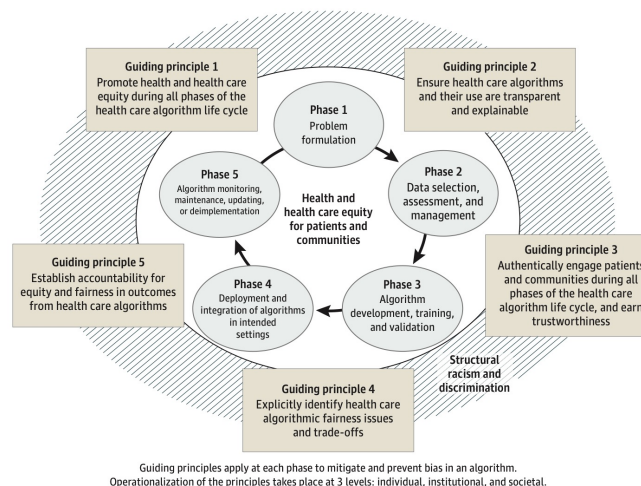 Guiding principle 1
Promote health and health care
equity during all phases of the
health care algorithm life cycle
Guiding principle 2
Ensure health care algorithms
and their use are transparent
and explainable
Phase 1
Problem
formulation
Phase 5
Algorithm monitoring,
maintenance, updating,
or deimplementation
Health and
health care equity
for patients and
communities
Phase 2
Data selection,
assessment, and
management
Guiding principle 5
Establish accountability for
equity and fairness in outcomes
from health care algorithms
Phase 4
Deployment and
integration of algorithms
in intended
settings
Phase 3
Algorithm
development, training,
and validation
Guiding principle 3
Authentically engage patients
and communities during all
phases of the health care
algorithm life cycle, and earn
trustworthiness
Structural
racism and
discrimination
Guiding principle 4
Explicitly identify health care
algorithmic fairness issues
and trade-offs
Guiding principles apply at each phase to mitigate and prevent bias in an algorithm.
Operationalization of the principles takes place at 3 levels: individual, institutional, and societal.